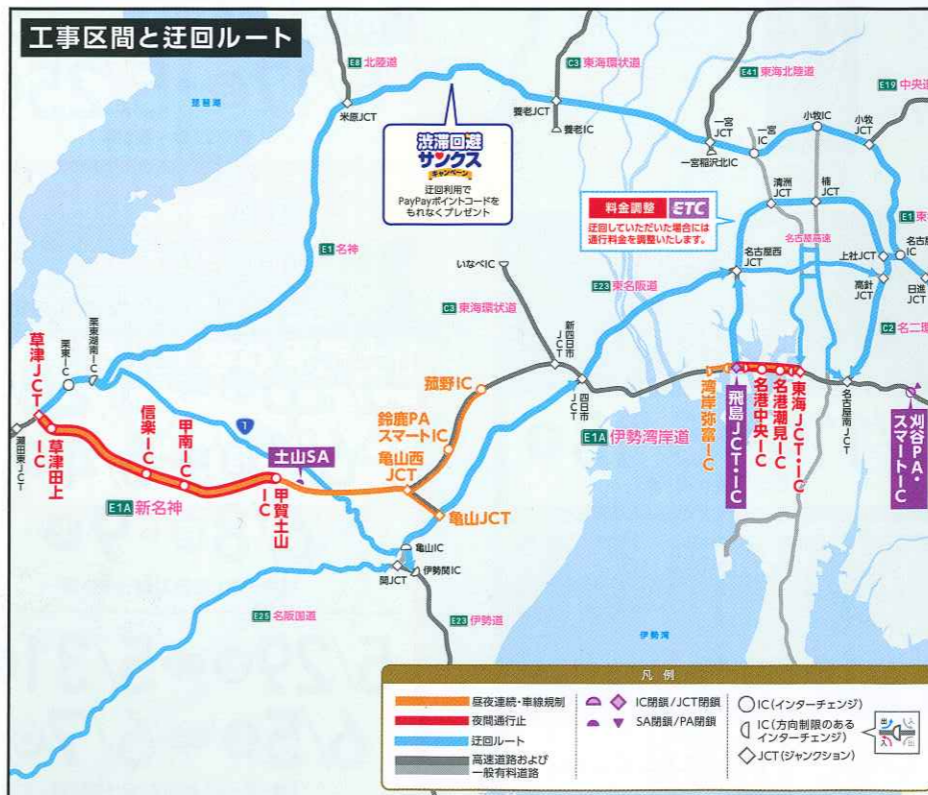 工事区間と迂回ルート
E8 北陸道
C3 東海環状道
E41 東海北陸道
E19 中央道
琵琶湖
米原JCT
養老JCT
養老IC
一宮JCT
一宮IC
一宮稲沢北IC
小牧IC
小牧JCT
渋滞回避
サンクス
キャンペーン
迂回利用で
PayPayポイントコードを
もれなくプレゼント
清洲JCT
楠JCT
料金調整 ETC
迂回していただいた場合には
通行料金を調整いたします。
E1
E1 名神
名古屋西JCT
名古屋高速
上社JCT
名古屋IC
高針JCT
日進JCT
いなべIC
E23 東名阪道
C3 東海環状道
C2 名二環
新四日市JCT
四日市JCT
栗東湖南IC
栗東IC
草津JCT
瀬田東JCT
草津田上IC
信楽IC
甲南IC
1
土山SA
甲賀土山IC
E1A 新名神
菰野IC
鈴鹿PA
スマートIC
亀山西
JCT
亀山JCT
亀山IC
関JCT
伊勢関IC
E1A 伊勢湾岸道
湾岸弥富IC
飛島JCT・IC
名港中央IC
名港潮見IC
東海JCT・IC
名古屋南JCT
刈谷PA・
スマートIC
E25 名阪国道
E23 伊勢道
伊勢湾
凡例
昼夜連続・車線規制
夜間通行止
迂回ルート
高速道路および
一般有料道路
IC閉鎖/JCT閉鎖
SA閉鎖/PA閉鎖
IC(インターチェンジ)
IC(方向制限のある
インターチェンジ)
JCT(ジャンクション)